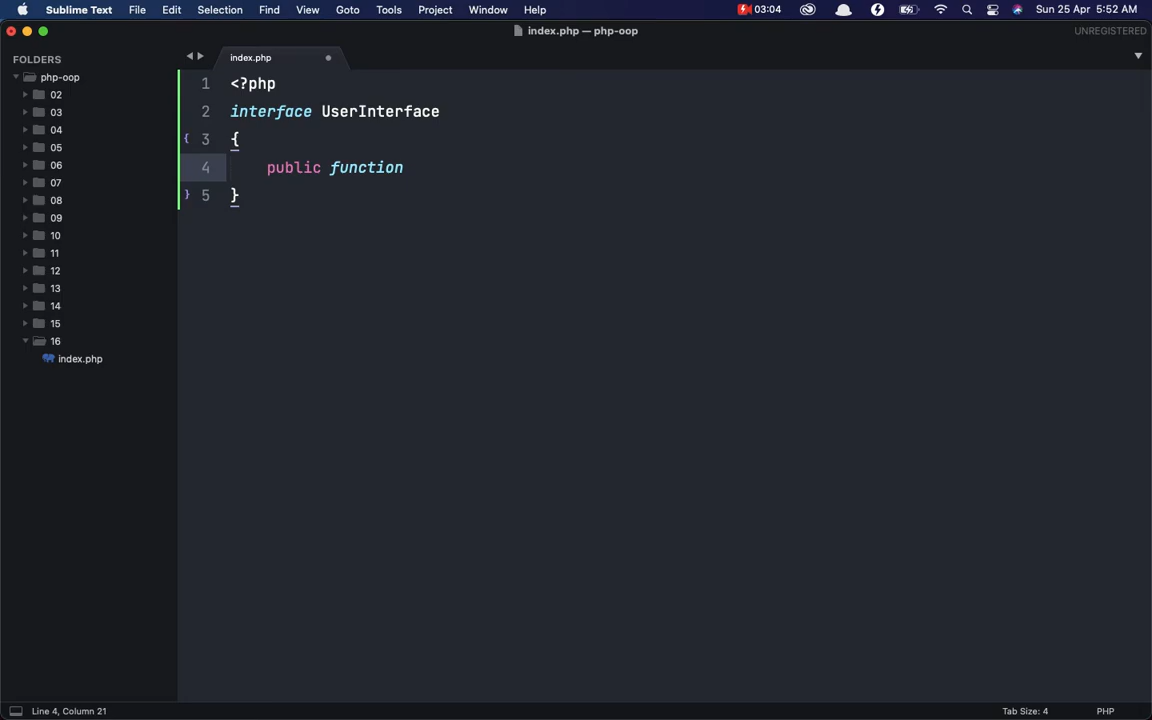 Sublime Text File Edit Selection Find View Goto Tools Project Window Help 03:04 Sun 25 Apr 5:52 AM
index.php — php-oop UNREGISTERED
FOLDERS
php-oop
02
03
04
05
06
07
08
09
10
11
12
13
14
15
16
index.php
index.php
1 <?php
2 interface UserInterface
{ 3 {
4 public function
} 5 }
Line 4, Column 21 Tab Size: 4 PHP